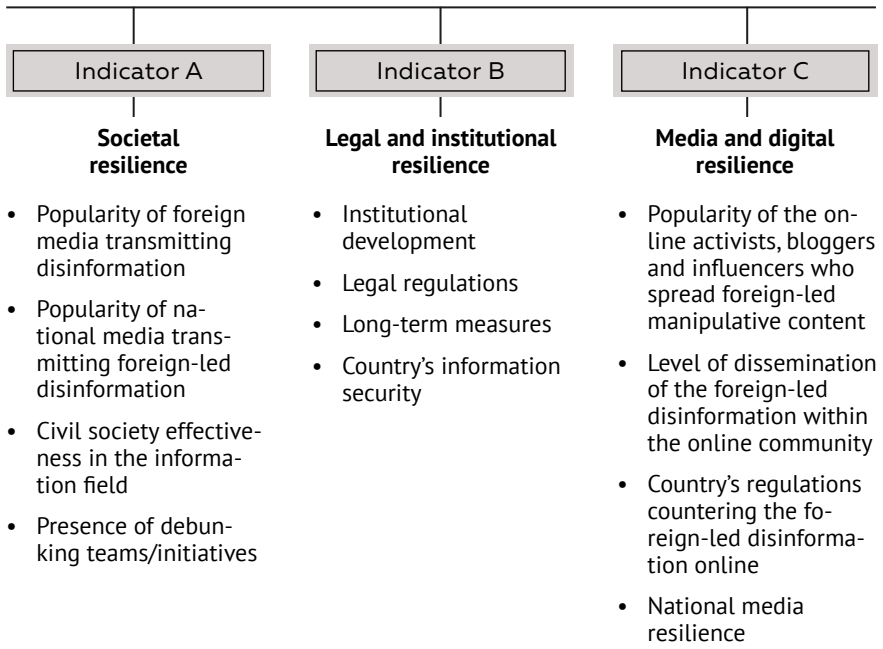 Indicator A
Societal
resilience
• Popularity of foreign
media transmitting
disinformation
• Popularity of na-
tional media trans-
mitting foreign-led
disinformation
• Civil society effective-
ness in the informa-
tion field
• Presence of debun-
king teams/initiatives
Indicator B
Legal and institutional
resilience
• Institutional
development
• Legal regulations
• Long-term measures
• Country's information
security
Indicator C
Media and digital
resilience
• Popularity of the on-
line activists, bloggers
and influencers who
spread foreign-led
manipulative content
• Level of dissemination
of the foreign-led
disinformation within
the online community
• Country's regulations
countering the fo-
reign-led disinforma-
tion online
• National media
resilience